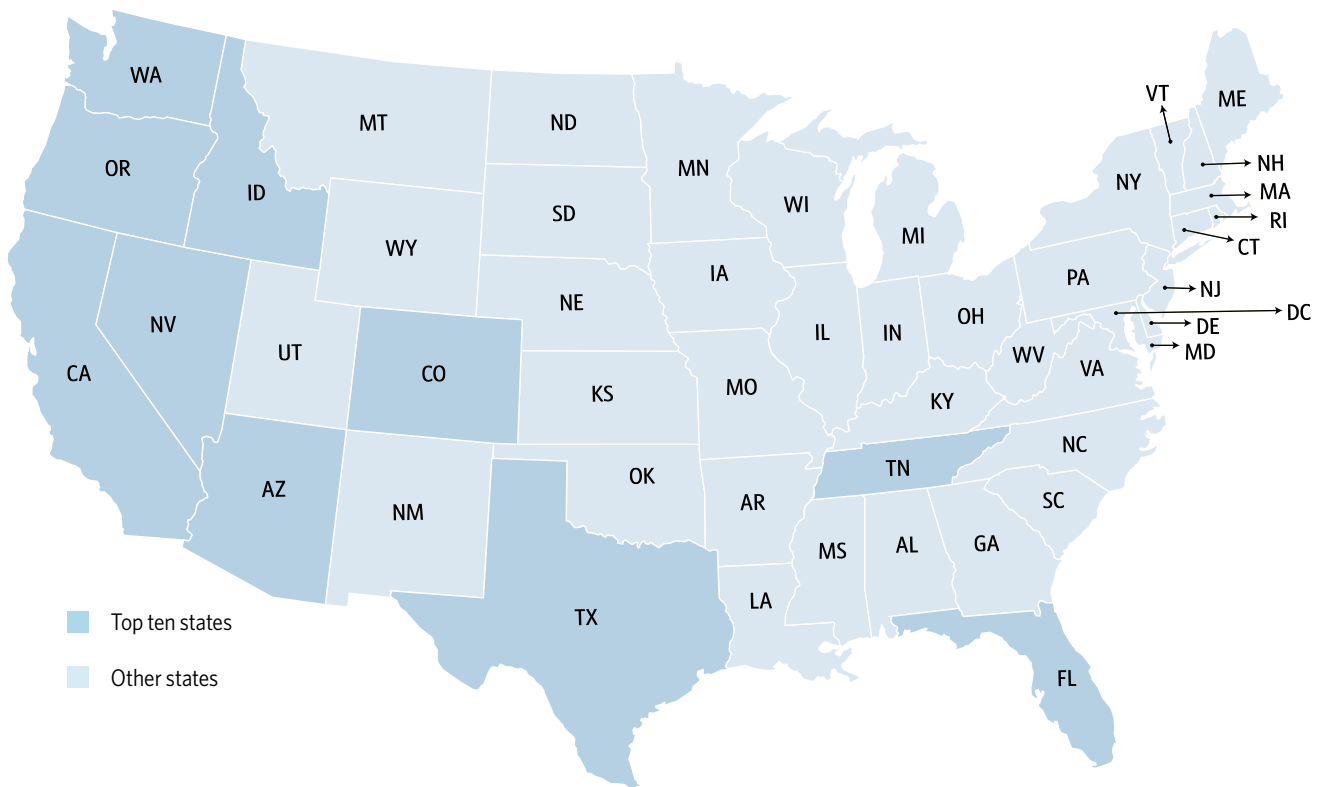 WA
MT
ND
MN
VT
ME
OR
ID
SD
WI
NY
NH
MA
RI
CT
WY
MI
IA
PA
NJ
NE
DC
NV
UT
IL
IN
OH
DE
MD
CA
CO
KS
MO
WV
VA
KY
NC
AZ
NM
OK
TN
AR
SC
MS
AL
GA
LA
TX
FL
Top ten states
Other states